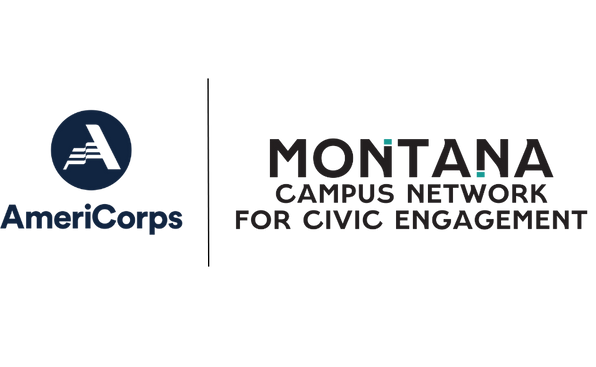 AmeriCorps
MONTANA
CAMPUS NETWORK
FOR CIVIC ENGAGEMENT